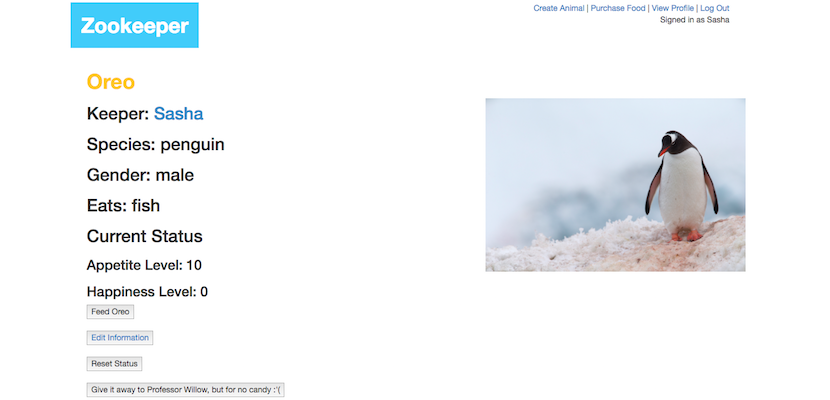 Zookeeper
Create Animal | Purchase Food | View Profile | Log Out
Signed in as Sasha
Oreo
Keeper: Sasha
Species: penguin
Gender: male
Eats: fish
Current Status
Appetite Level: 10
Happiness Level: 0
Feed Oreo
Edit Information
Reset Status
Give it away to Professor Willow, but for no candy :'(